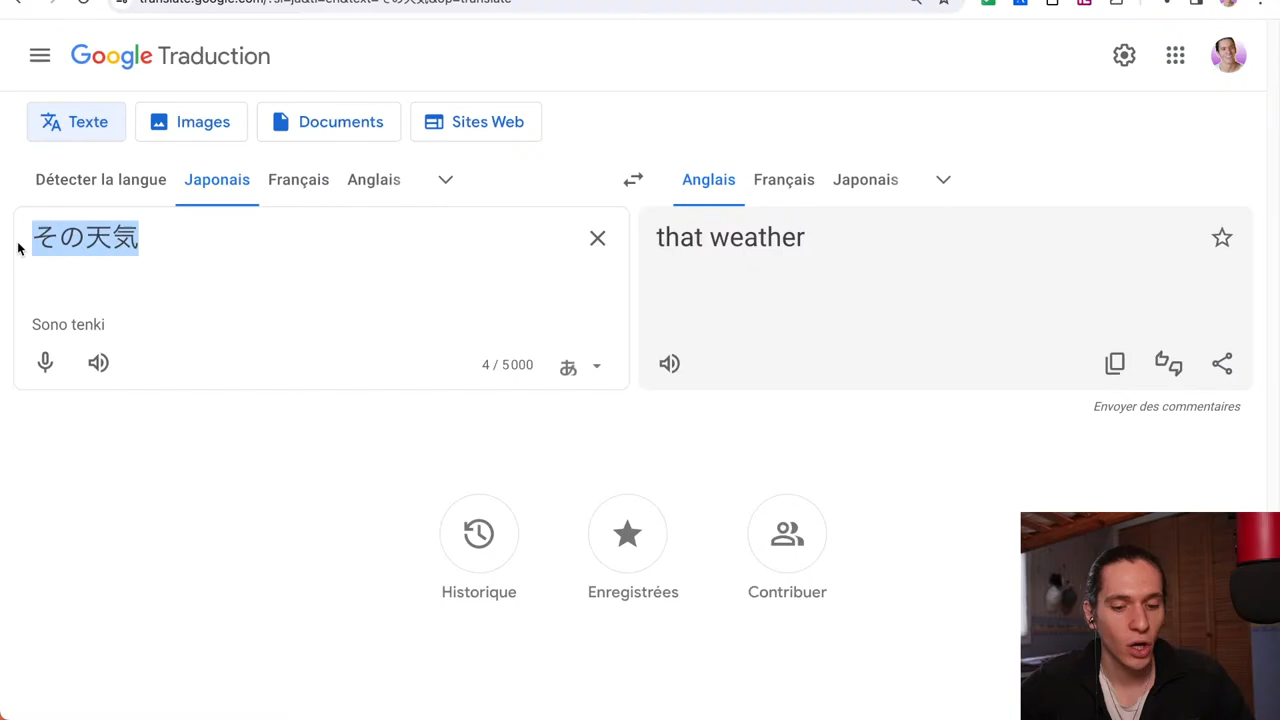 Google Traduction
Texte Images Documents Sites Web
Détecter la langue Japonais Français Anglais Anglais Français Japonais
その天気 that weather
Sono tenki
4 / 5000 あ
Envoyer des commentaires
Historique Enregistrées Contribuer